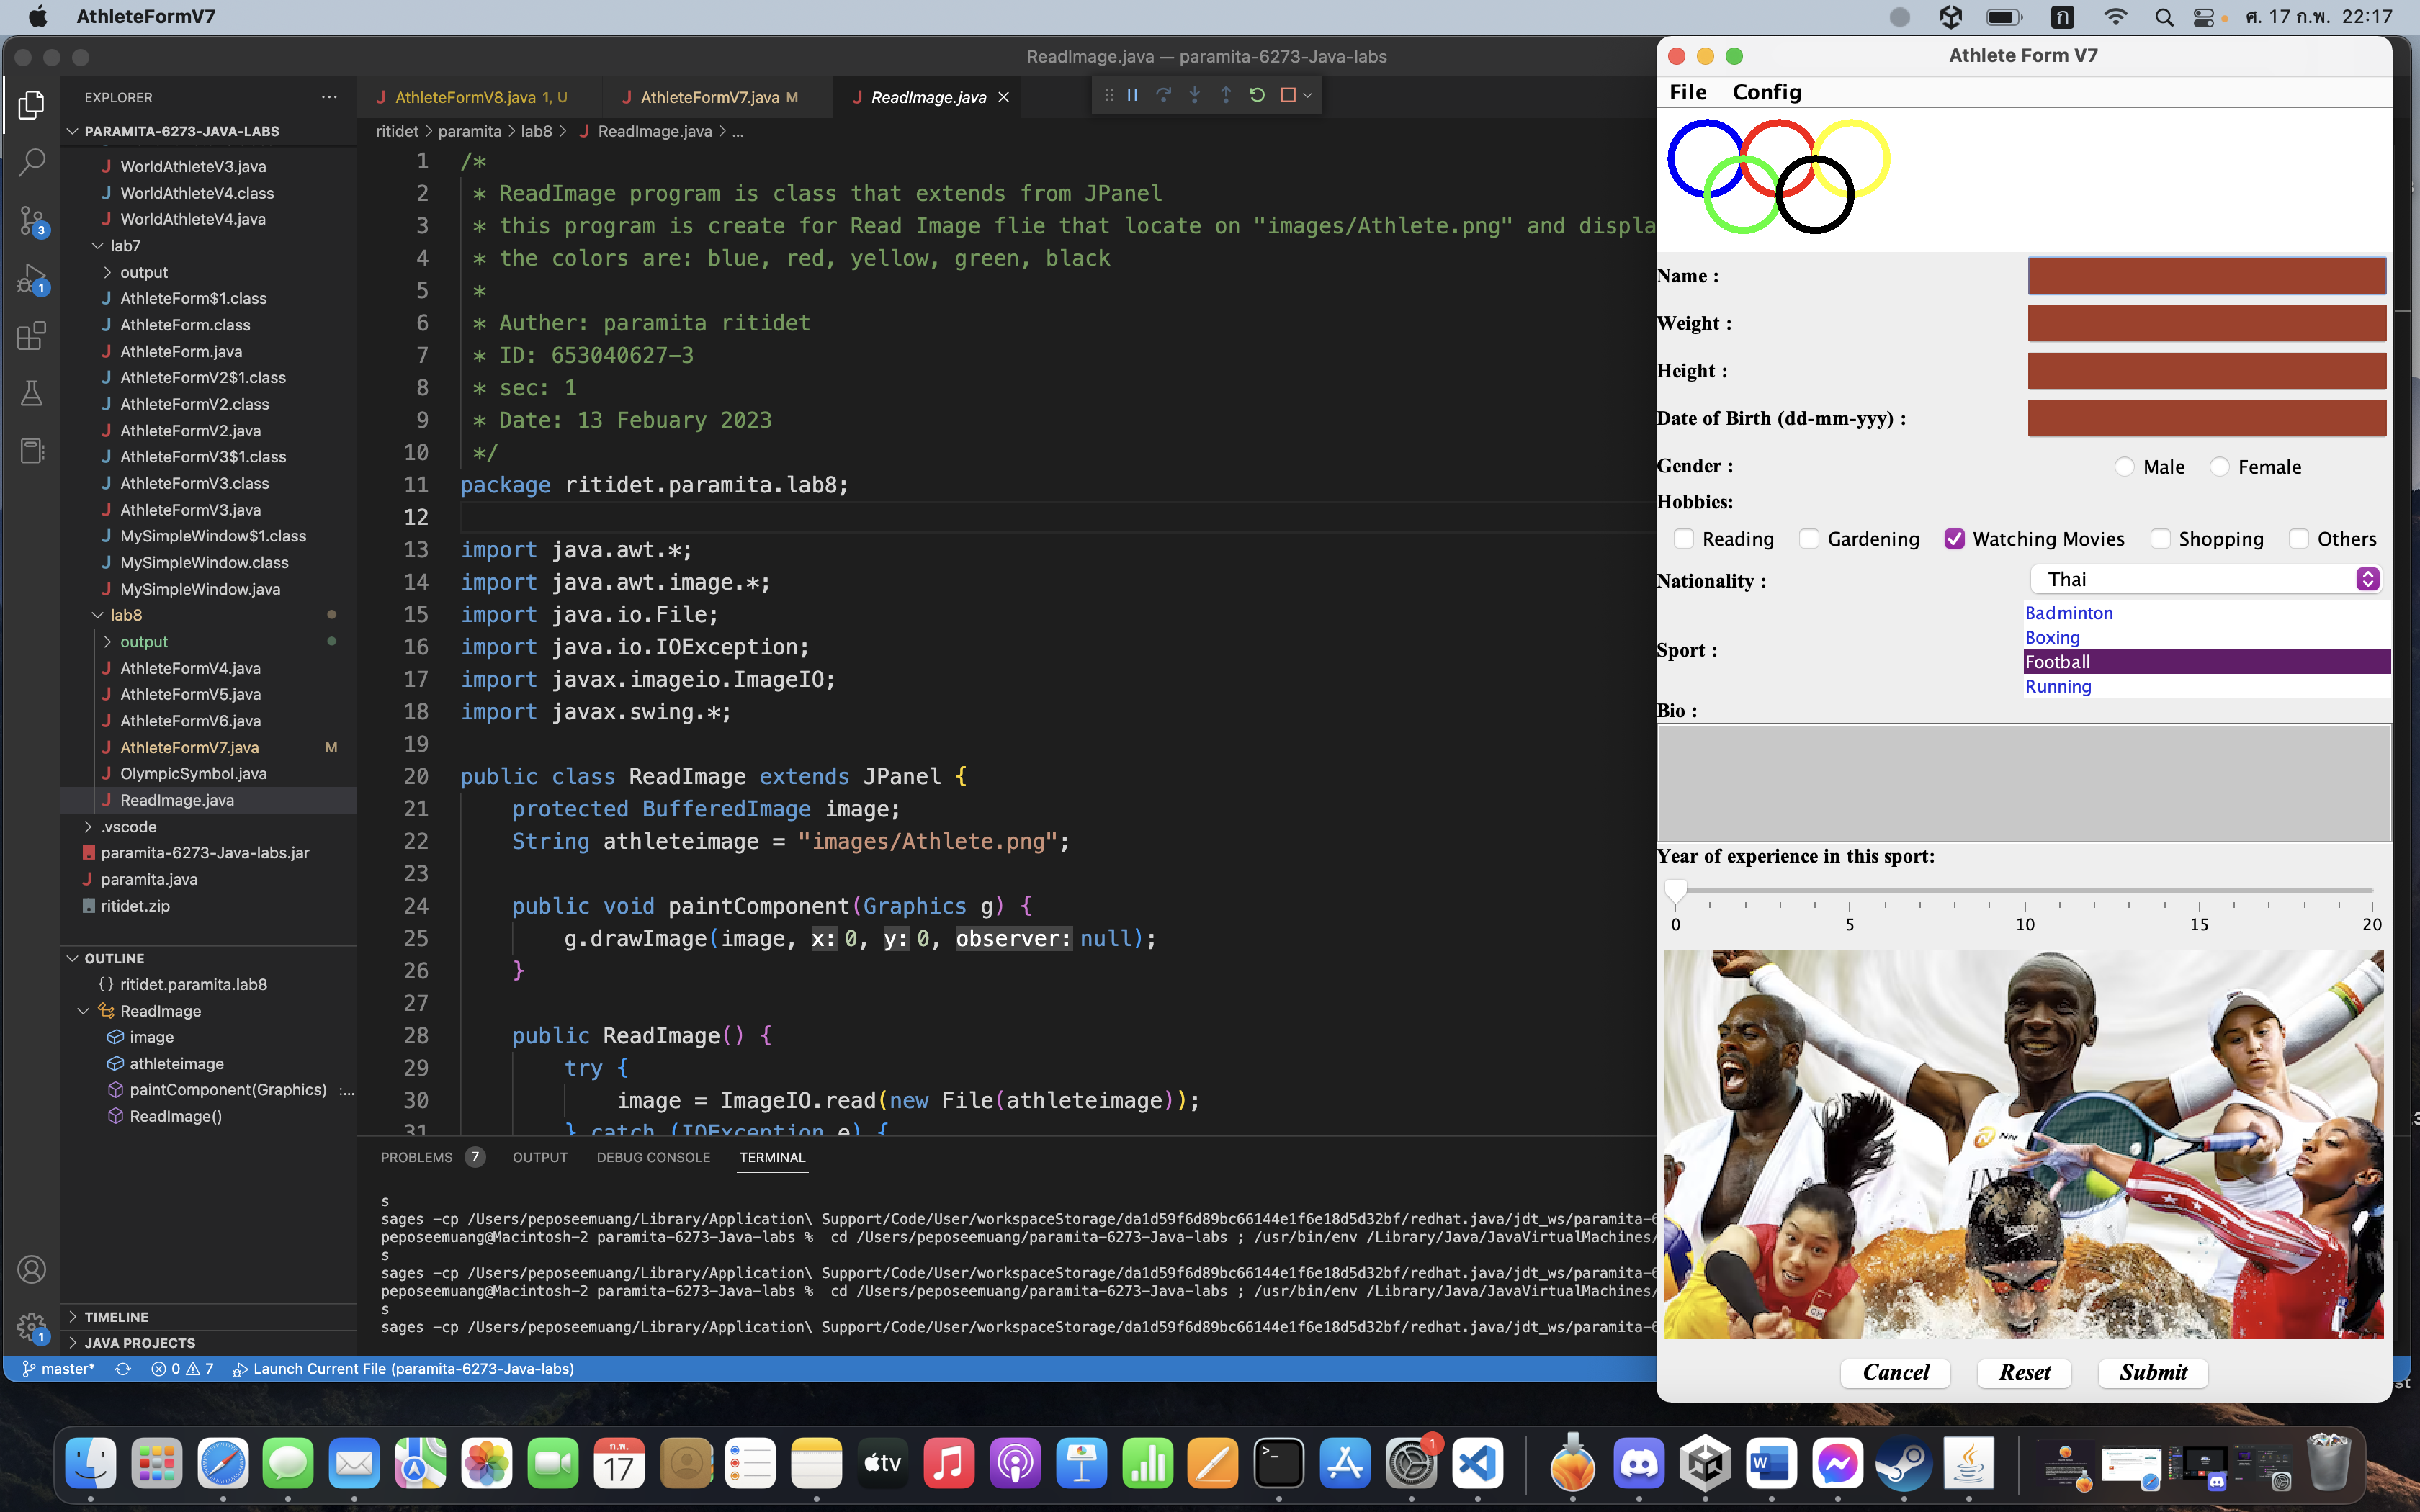 AthleteFormV7
ศ. 17 ก.พ. 22:17
ReadImage.java — paramita-6273-Java-labs
EXPLORER
PARAMITA-6273-JAVA-LABS
WorldAthleteV3.java
WorldAthleteV4.class
WorldAthleteV4.java
lab7
output
AthleteForm$1.class
AthleteForm.class
AthleteForm.java
AthleteFormV2$1.class
AthleteFormV2.class
AthleteFormV2.java
AthleteFormV3$1.class
AthleteFormV3.class
AthleteFormV3.java
MySimpleWindow$1.class
MySimpleWindow.class
MySimpleWindow.java
lab8
output
AthleteFormV4.java
AthleteFormV5.java
AthleteFormV6.java
AthleteFormV7.java M
OlympicSymbol.java
ReadImage.java
.vscode
paramita-6273-Java-labs.jar
paramita.java
ritidet.zip
OUTLINE
{} ritidet.paramita.lab8
ReadImage
image
athleteimage
paintComponent(Graphics) :...
ReadImage()
TIMELINE
JAVA PROJECTS
AthleteFormV8.java 1, U
AthleteFormV7.java M
ReadImage.java
ritidet > paramita > lab8 > ReadImage.java > ...
1 /*
2 * ReadImage program is class that extends from JPanel
3 * this program is create for Read Image flie that locate on "images/Athlete.png" and displa
4 * the colors are: blue, red, yellow, green, black
5 *
6 * Auther: paramita ritidet
7 * ID: 653040627-3
8 * sec: 1
9 * Date: 13 Febuary 2023
10 */
11 package ritidet.paramita.lab8;
12
13 import java.awt.*;
14 import java.awt.image.*;
15 import java.io.File;
16 import java.io.IOException;
17 import javax.imageio.ImageIO;
18 import javax.swing.*;
19
20 public class ReadImage extends JPanel {
21 protected BufferedImage image;
22 String athleteimage = "images/Athlete.png";
23
24 public void paintComponent(Graphics g) {
25 g.drawImage(image, x: 0, y: 0, observer: null);
26 }
27
28 public ReadImage() {
29 try {
30 image = ImageIO.read(new File(athleteimage));
31 } catch (IOException e) {
PROBLEMS 7 OUTPUT DEBUG CONSOLE TERMINAL
s
sages -cp /Users/peposeemuang/Library/Application\ Support/Code/User/workspaceStorage/da1d59f6d89bc66144e1f6e18d5d32bf/redhat.java/jdt_ws/paramita-6
peposeemuang@Macintosh-2 paramita-6273-Java-labs % cd /Users/peposeemuang/paramita-6273-Java-labs ; /usr/bin/env /Library/Java/JavaVirtualMachines/
s
sages -cp /Users/peposeemuang/Library/Application\ Support/Code/User/workspaceStorage/da1d59f6d89bc66144e1f6e18d5d32bf/redhat.java/jdt_ws/paramita-6
peposeemuang@Macintosh-2 paramita-6273-Java-labs % cd /Users/peposeemuang/paramita-6273-Java-labs ; /usr/bin/env /Library/Java/JavaVirtualMachines/
s
sages -cp /Users/peposeemuang/Library/Application\ Support/Code/User/workspaceStorage/da1d59f6d89bc66144e1f6e18d5d32bf/redhat.java/jdt_ws/paramita-6
master* 0 7 Launch Current File (paramita-6273-Java-labs)
Athlete Form V7
File Config
Name :
Weight :
Height :
Date of Birth (dd-mm-yyy) :
Gender : Male Female
Hobbies:
Reading Gardening Watching Movies Shopping Others
Nationality : Thai
Badminton
Boxing
Sport :
Football
Running
Bio :
Year of experience in this sport:
0 5 10 15 20
NN
speedo
Cancel Reset Submit
ก.พ.
17
tv
1